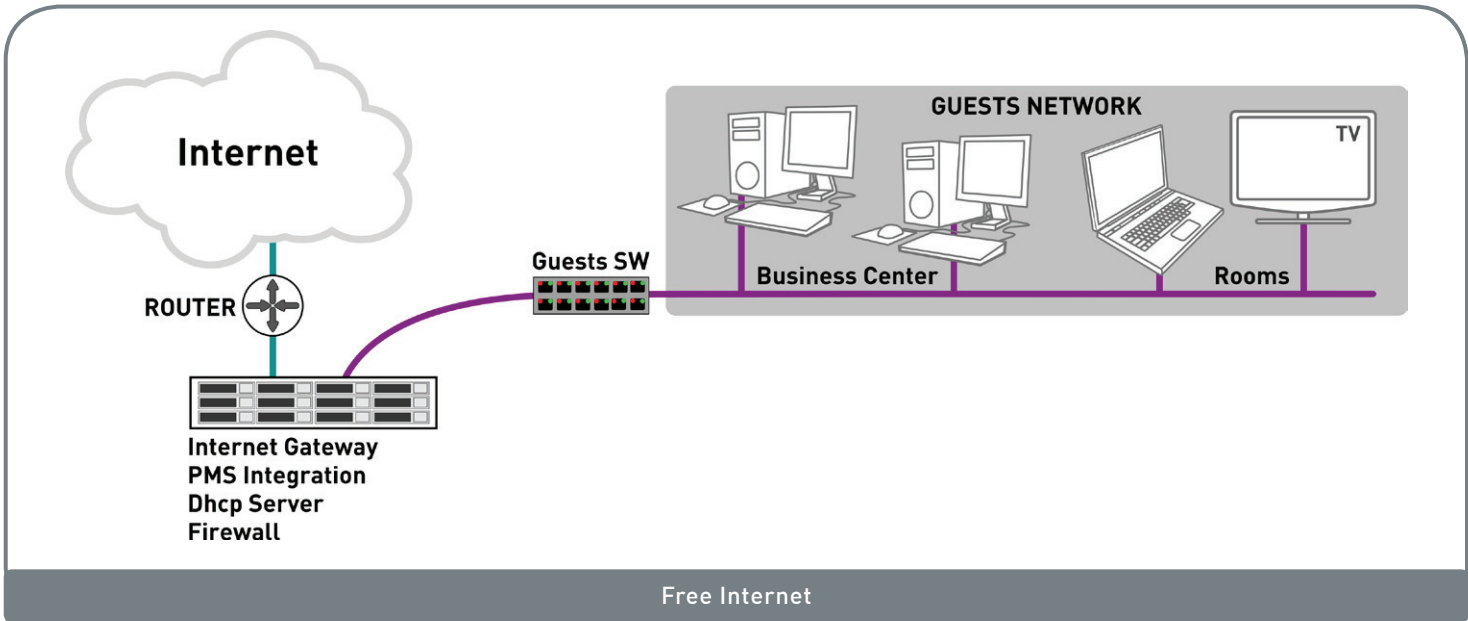 Internet
ROUTER
Internet Gateway
PMS Integration
Dhcp Server
Firewall
Guests SW
GUESTS NETWORK
TV
Business Center
Rooms
Free Internet